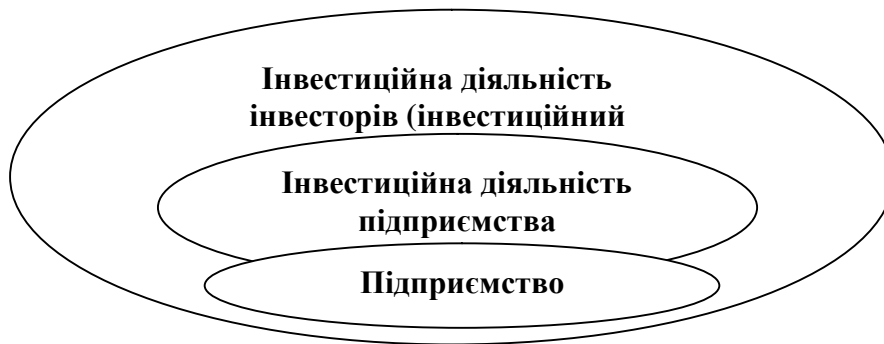 Інвестиційна діяльність
інвесторів (інвестиційний
Інвестиційна діяльність
підприємства
Підприємство